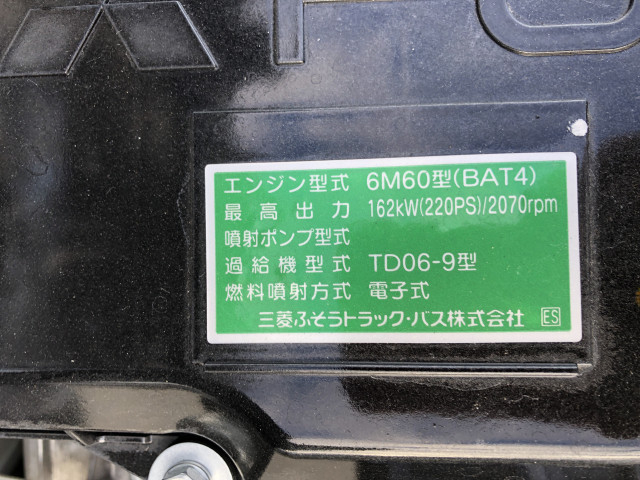 エンジン型式 6M60型(BAT4)
最高出力 162kW(220PS)/2070rpm
噴射ポンプ型式
過給機型式 TD06-9型
燃料噴射方式 電子式
三菱ふそうトラック・バス株式会社 ES